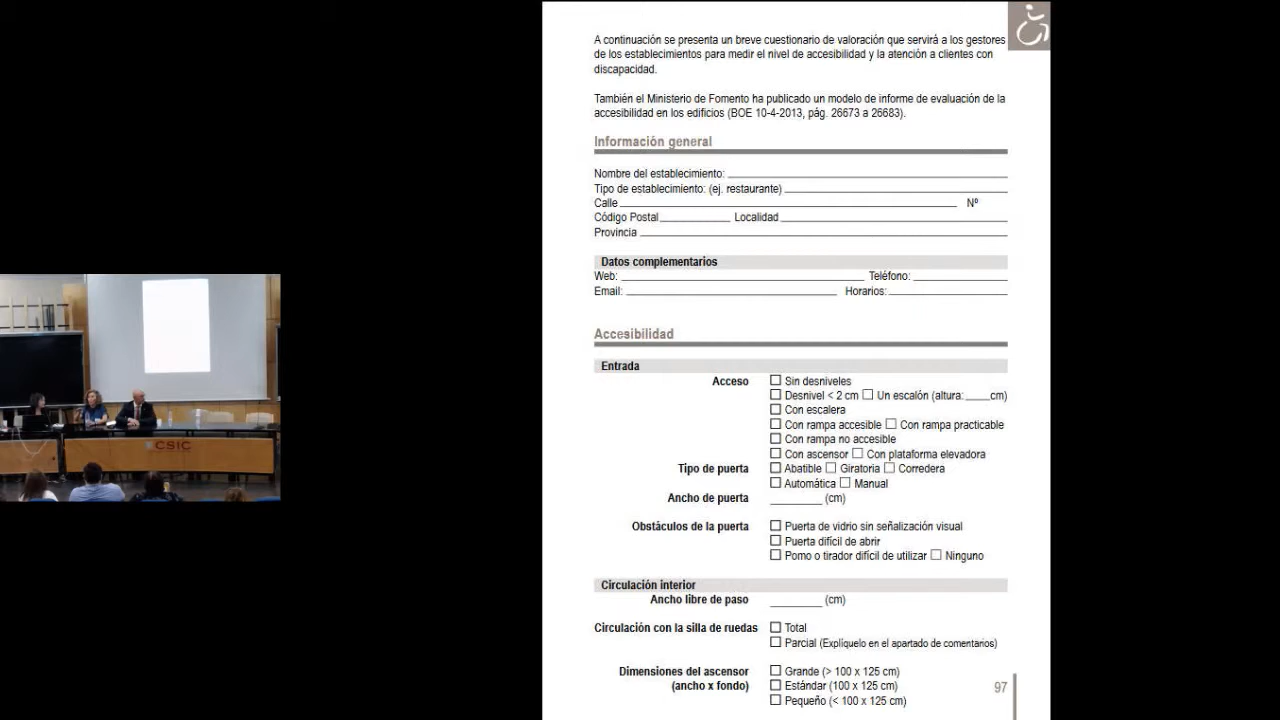 A continuación se presenta un breve cuestionario de valoración que servirá a los gestores
de los establecimientos para medir el nivel de accesibilidad y la atención a clientes con
discapacidad.
También el Ministerio de Fomento ha publicado un modelo de informe de evaluación de la
accesibilidad en los edificios (BOE 10-4-2013, pág. 26673 a 26683).
Información general
Nombre del establecimiento:
Tipo de establecimiento: (ej. restaurante)
Calle Nº
Código Postal Localidad
Provincia
Datos complementarios
Web: Teléfono:
Email: Horarios:
Accesibilidad
Entrada
Acceso Sin desniveles
Desnivel < 2 cm Un escalón (altura:____cm)
Con escalera
Con rampa accesible Con rampa practicable
Con rampa no accesible
Con ascensor Con plataforma elevadora
Tipo de puerta Abatible Giratoria Corredera
Automática Manual
Ancho de puerta ________ (cm)
Obstáculos de la puerta Puerta de vidrio sin señalización visual
Puerta difícil de abrir
Pomo o tirador difícil de utilizar Ninguno
Circulación interior
Ancho libre de paso ________ (cm)
Circulación con la silla de ruedas Total
Parcial (Explíquelo en el apartado de comentarios)
Dimensiones del ascensor Grande (> 100 x 125 cm)
(ancho x fondo) Estándar (100 x 125 cm)
Pequeño (< 100 x 125 cm)
97
CSIC